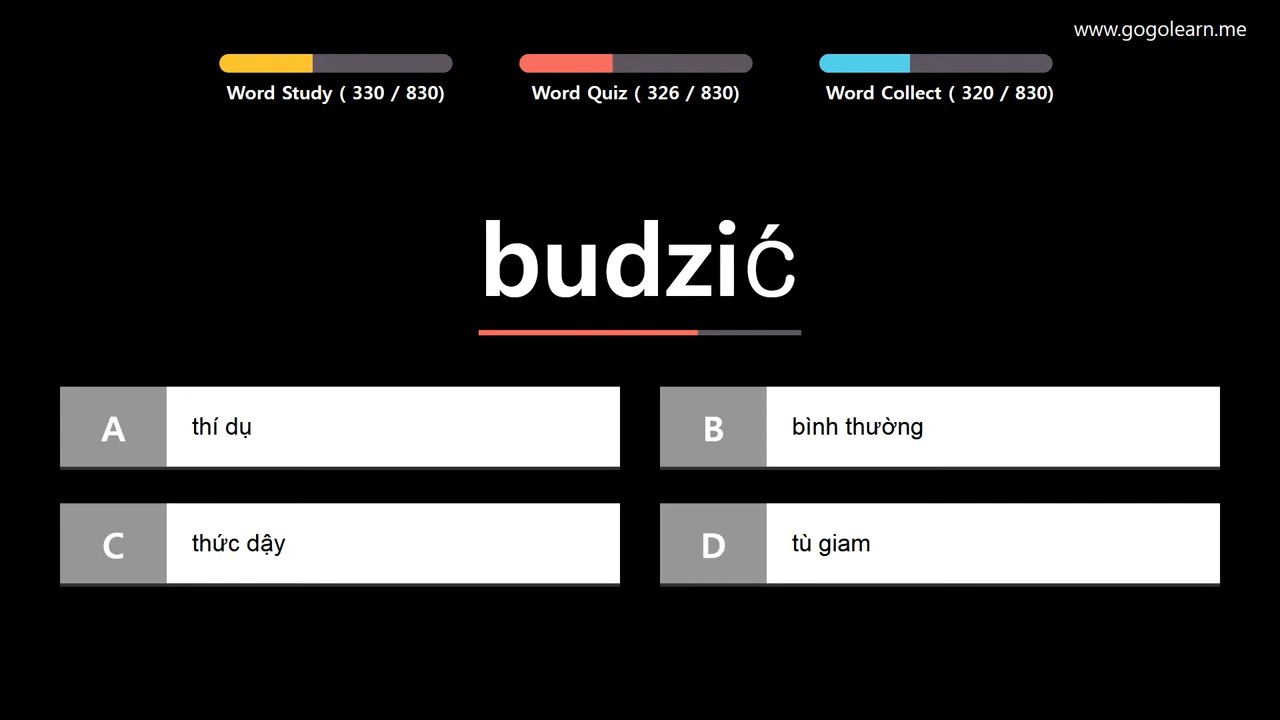 www.gogolearn.me
Word Study ( 330 / 830)
Word Quiz ( 326 / 830)
Word Collect ( 320 / 830)
budzić
A thí dụ
B bình thường
C thức dậy
D tù giam